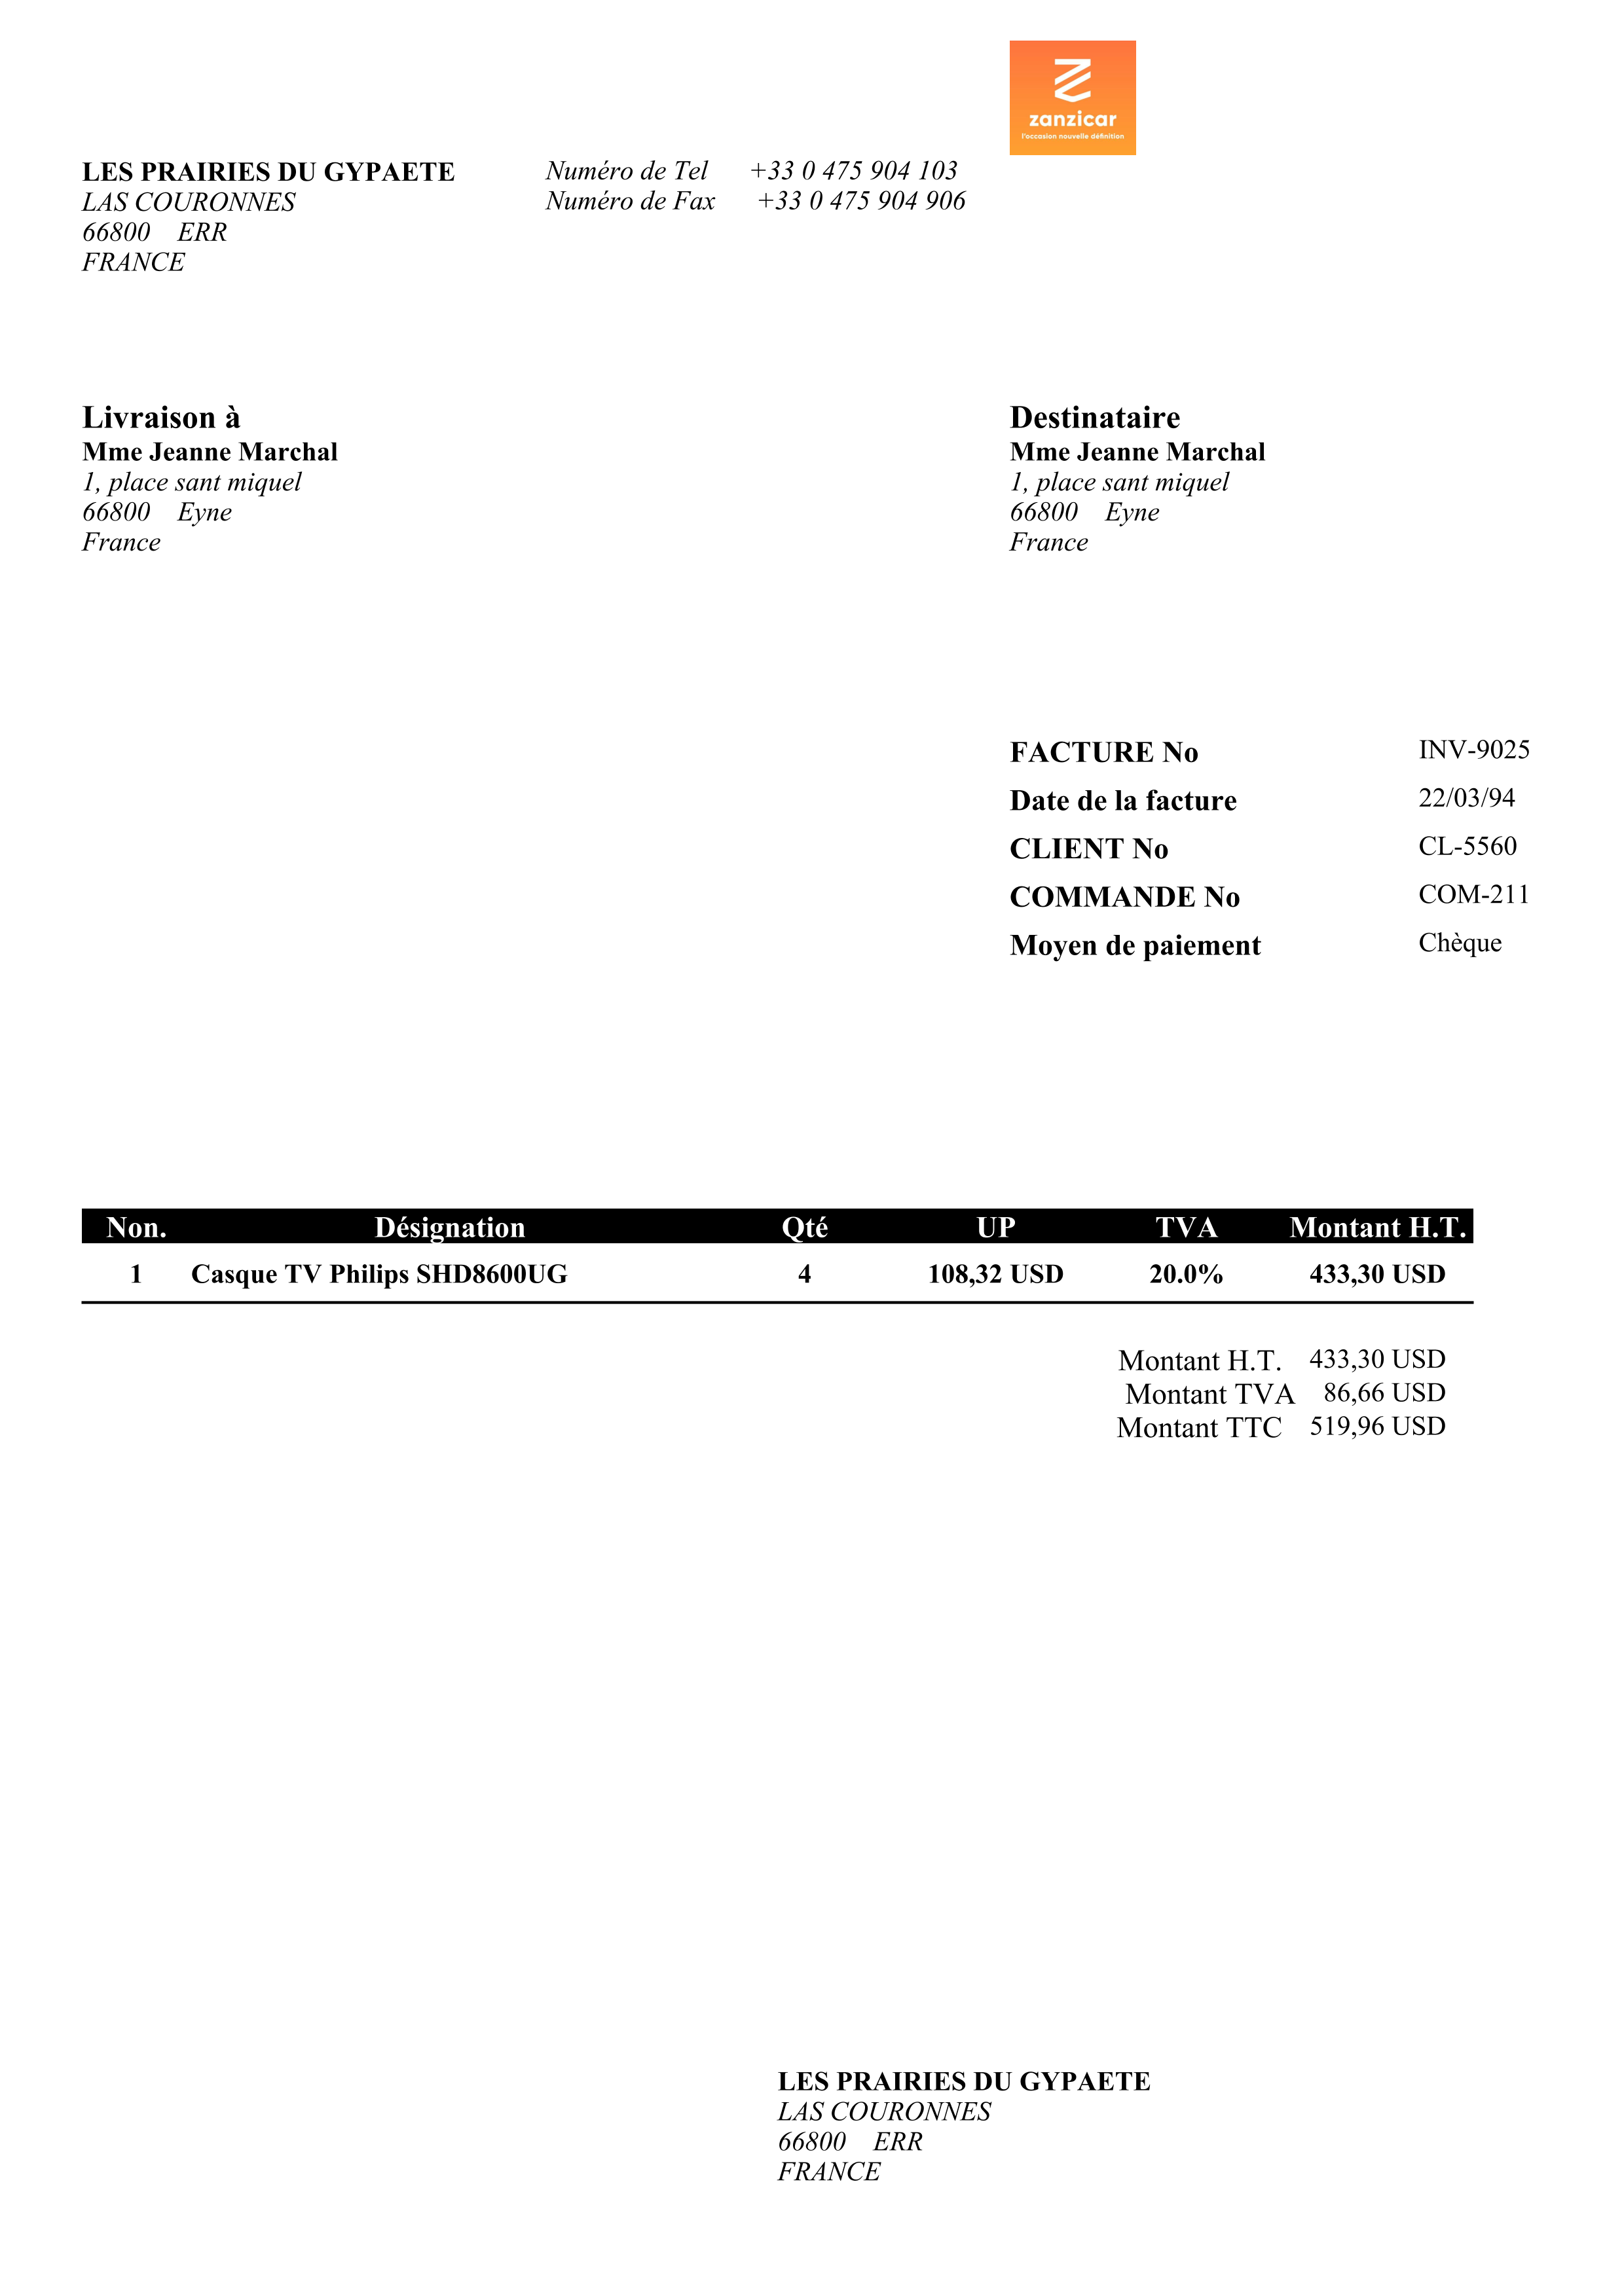 zanzicar
l'occasion nouvelle définition
LES PRAIRIES DU GYPAETE
LAS COURONNES
66800 ERR
FRANCE
Numéro de Tel +33 0 475 904 103
Numéro de Fax +33 0 475 904 906
Livraison à
Mme Jeanne Marchal
1, place sant miquel
66800 Eyne
France
Destinataire
Mme Jeanne Marchal
1, place sant miquel
66800 Eyne
France
FACTURE No INV-9025
Date de la facture 22/03/94
CLIENT No CL-5560
COMMANDE No COM-211
Moyen de paiement Chèque
Non. Désignation Qté UP TVA Montant H.T.
1 Casque TV Philips SHD8600UG 4 108,32 USD 20.0% 433,30 USD
Montant H.T. 433,30 USD
Montant TVA 86,66 USD
Montant TTC 519,96 USD
LES PRAIRIES DU GYPAETE
LAS COURONNES
66800 ERR
FRANCE